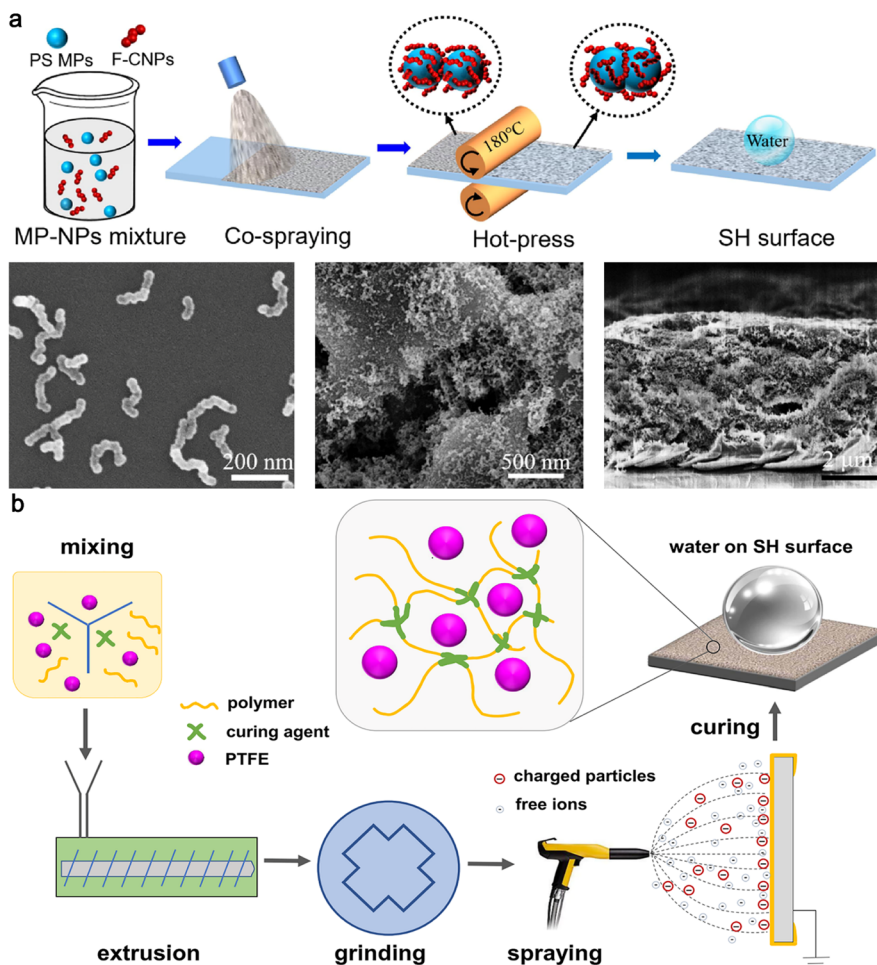 a
PS MPs
F-CNPs
180℃
Water
MP-NPs mixture
Co-spraying
Hot-press
SH surface
200 nm
500 nm
2 μm
b
mixing
water on SH surface
polymer
curing agent
PTFE
curing
charged particles
free ions
extrusion
grinding
spraying